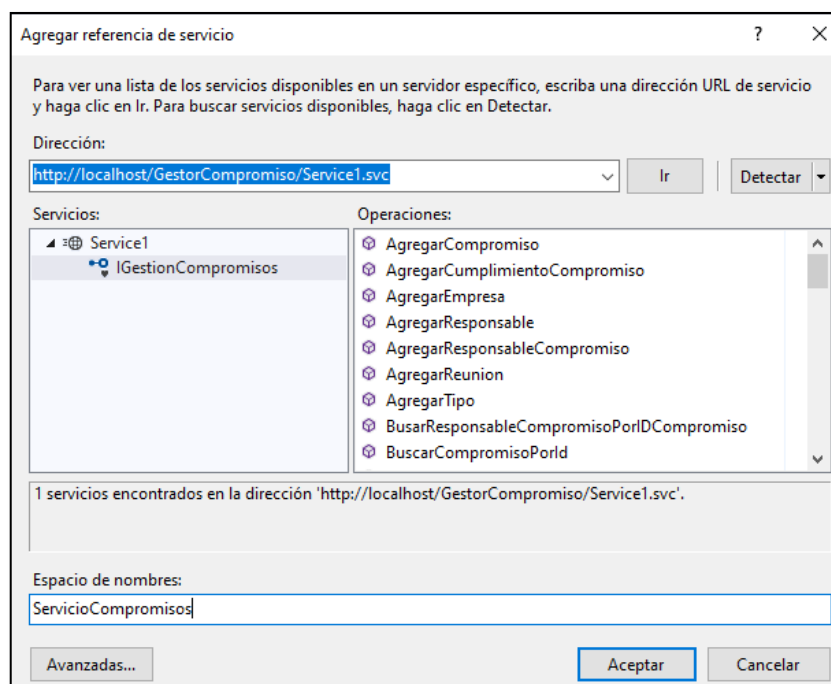 Agregar referencia de servicio
Para ver una lista de los servicios disponibles en un servidor específico, escriba una dirección URL de servicio
y haga clic en Ir. Para buscar servicios disponibles, haga clic en Detectar.
Dirección:
http://localhost/GestorCompromiso/Service1.svc
Ir
Detectar
Servicios:
Operaciones:
Service1
IGestionCompromisos
AgregarCompromiso
AgregarCumplimientoCompromiso
AgregarEmpresa
AgregarResponsable
AgregarResponsableCompromiso
AgregarReunion
AgregarTipo
BusarResponsableCompromisoPorIDCompromiso
BuscarCompromisoPorId
1 servicios encontrados en la dirección 'http://localhost/GestorCompromiso/Service1.svc'.
Espacio de nombres:
ServicioCompromisos
Avanzadas...
Aceptar
Cancelar